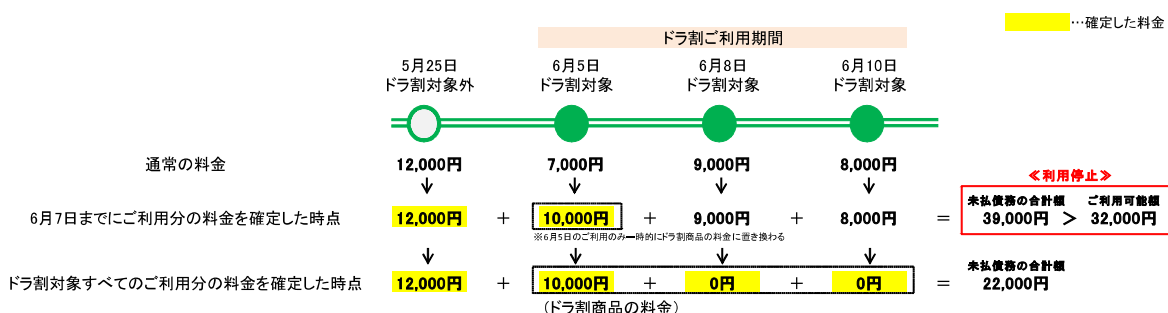 …確定した料金
ドラ割ご利用期間
5月25日 6月5日 6月8日 6月10日
ドラ割対象外 ドラ割対象 ドラ割対象 ドラ割対象
通常の料金 12,000円 7,000円 9,000円 8,000円
≪利用停止≫
未払債務の合計額 ご利用可能額
6月7日までにご利用分の料金を確定した時点 12,000円 + 10,000円 + 9,000円 + 8,000円 = 39,000円 > 32,000円
※6月5日のご利用のみ一時的にドラ割商品の料金に置き換わる
未払債務の合計額
ドラ割対象すべてのご利用分の料金を確定した時点 12,000円 + 10,000円 + 0円 + 0円 = 22,000円
(ドラ割商品の料金)